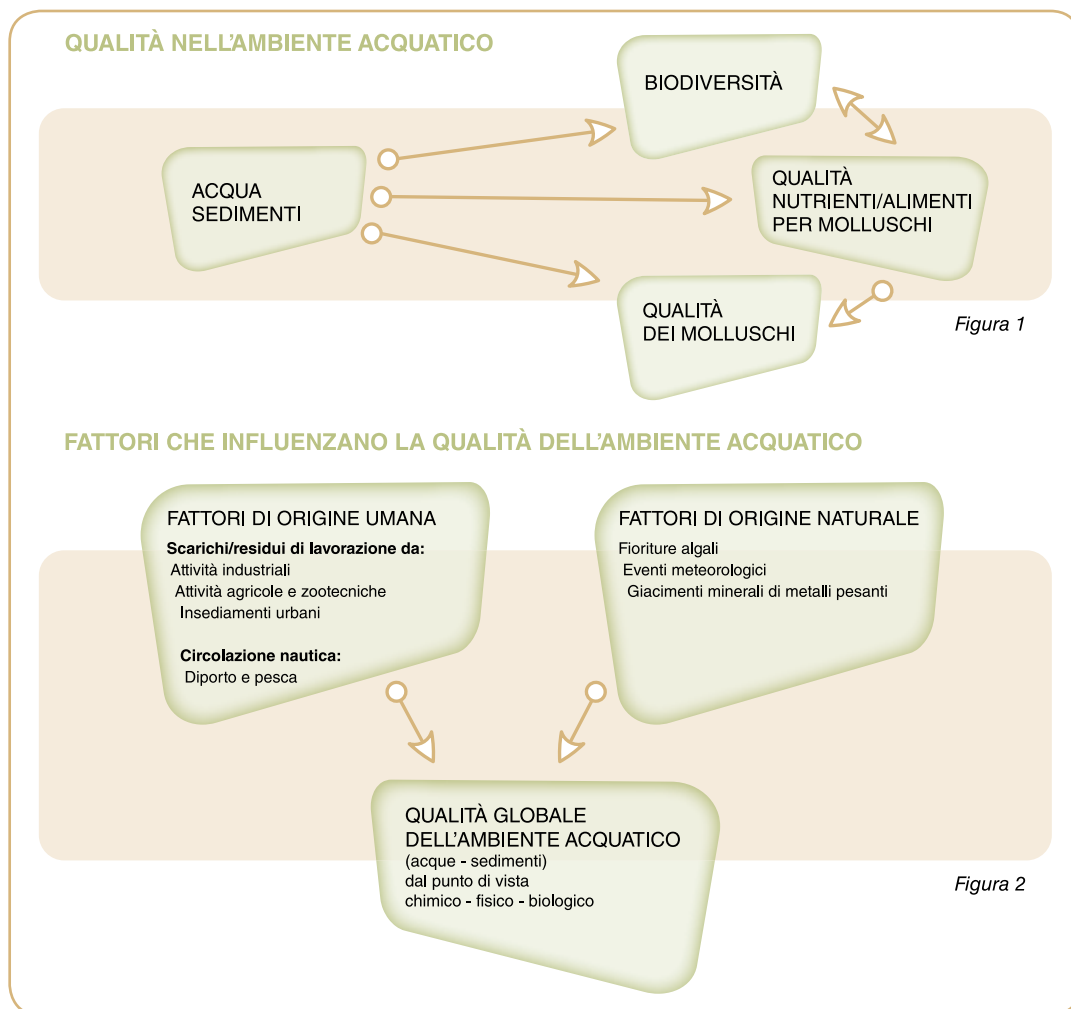 QUALITÀ NELL'AMBIENTE ACQUATICO
BIODIVERSITÀ
ACQUA
SEDIMENTI
QUALITÀ
NUTRIENTI/ALIMENTI
PER MOLLUSCHI
QUALITÀ
DEI MOLLUSCHI
Figura 1
FATTORI CHE INFLUENZANO LA QUALITÀ DELL'AMBIENTE ACQUATICO
FATTORI DI ORIGINE UMANA
Scarichi/residui di lavorazione da:
Attività industriali
Attività agricole e zootecniche
Insediamenti urbani
Circolazione nautica:
Diporto e pesca
FATTORI DI ORIGINE NATURALE
Fioriture algali
Eventi meteorologici
Giacimenti minerali di metalli pesanti
QUALITÀ GLOBALE
DELL'AMBIENTE ACQUATICO
(acque - sedimenti)
dal punto di vista
chimico - fisico - biologico
Figura 2